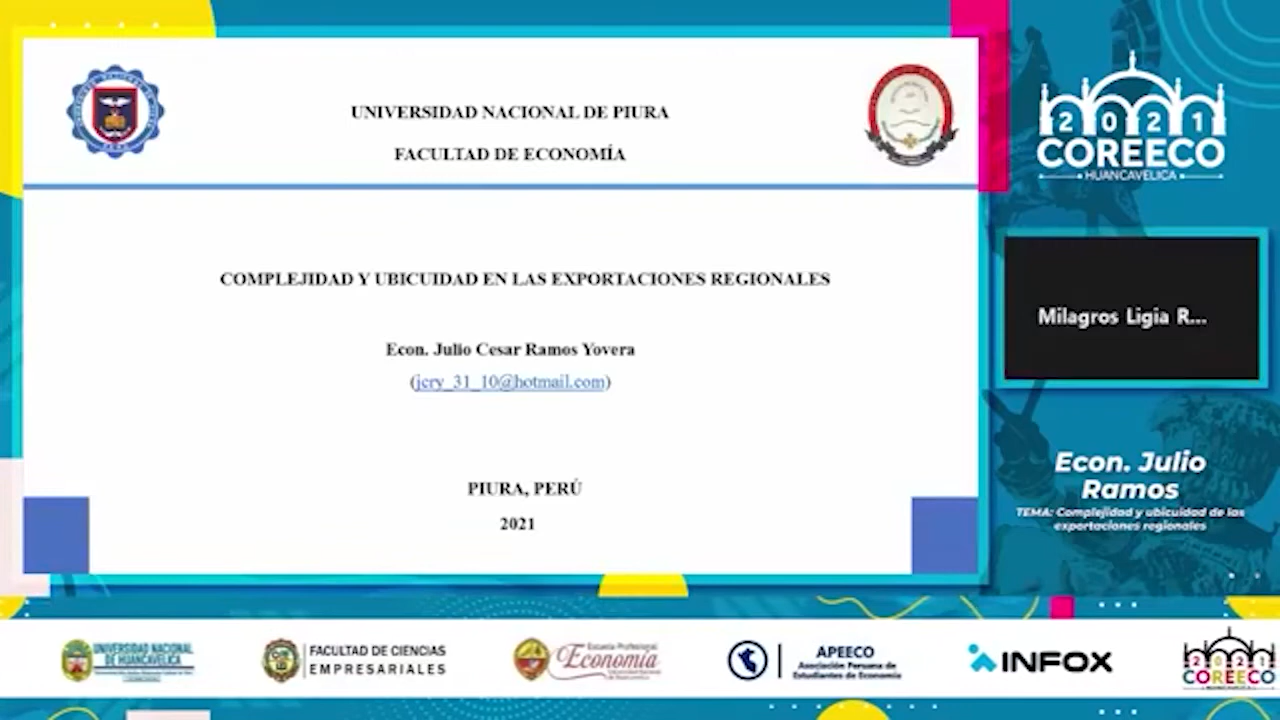 UNIVERSIDAD NACIONAL DE PIURA
FACULTAD DE ECONOMÍA
COMPLEJIDAD Y UBICUIDAD EN LAS EXPORTACIONES REGIONALES
Econ. Julio Cesar Ramos Yovera
(jcry_31_10@hotmail.com)
PIURA, PERÚ
2021
2021
COREECO
HUANCAVELICA
Milagros Ligia R...
Econ. Julio
Ramos
TEMA: Complejidad y ubicuidad de las
exportaciones regionales
UNIVERSIDAD NACIONAL
DE HUANCAVELICA
FACULTAD DE CIENCIAS
EMPRESARIALES
Escuela Profesional
Economía
APEECO
Asociación Peruana de
Estudiantes de Economía
INFOX
2021
COREECO